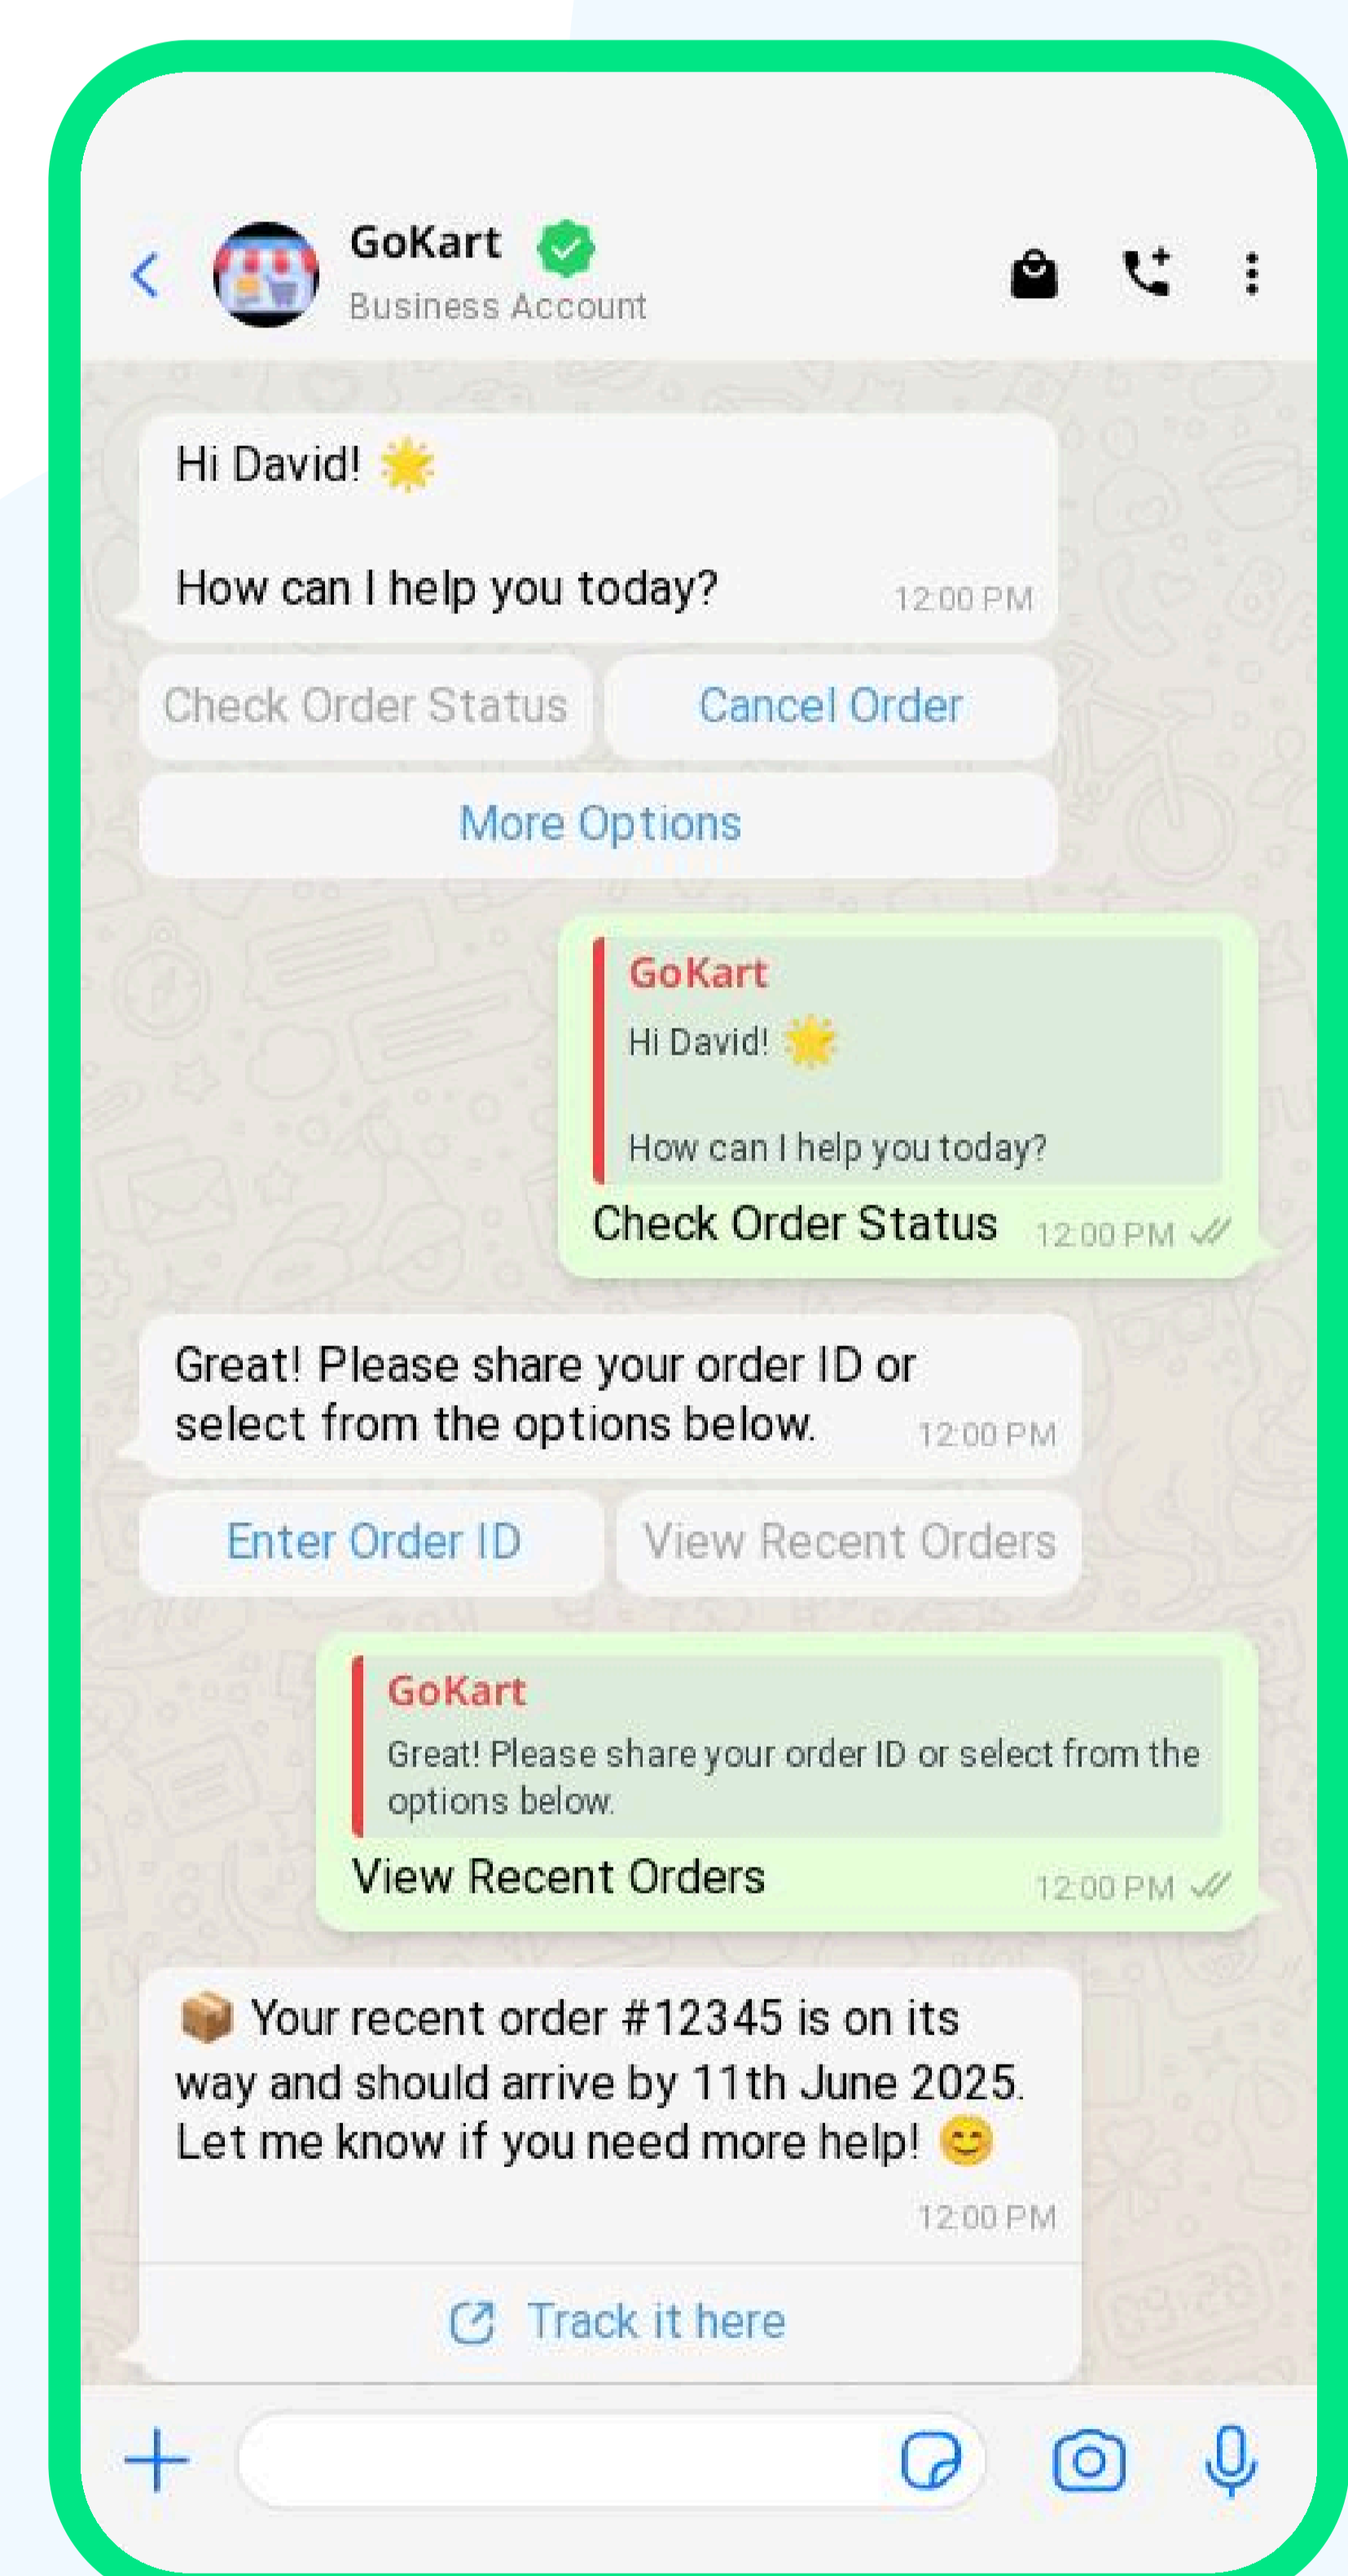 GoKart
Business Account
Hi David! 🌟
How can I help you today?
12:00 PM
Check Order Status
Cancel Order
More Options
GoKart
Hi David! 🌟
How can I help you today?
Check Order Status
12:00 PM
Great! Please share your order ID or
select from the options below.
12:00 PM
Enter Order ID
View Recent Orders
GoKart
Great! Please share your order ID or select from the
options below.
View Recent Orders
12:00 PM
📦 Your recent order #12345 is on its
way and should arrive by 11th June 2025.
Let me know if you need more help! 😊
12:00 PM
Track it here